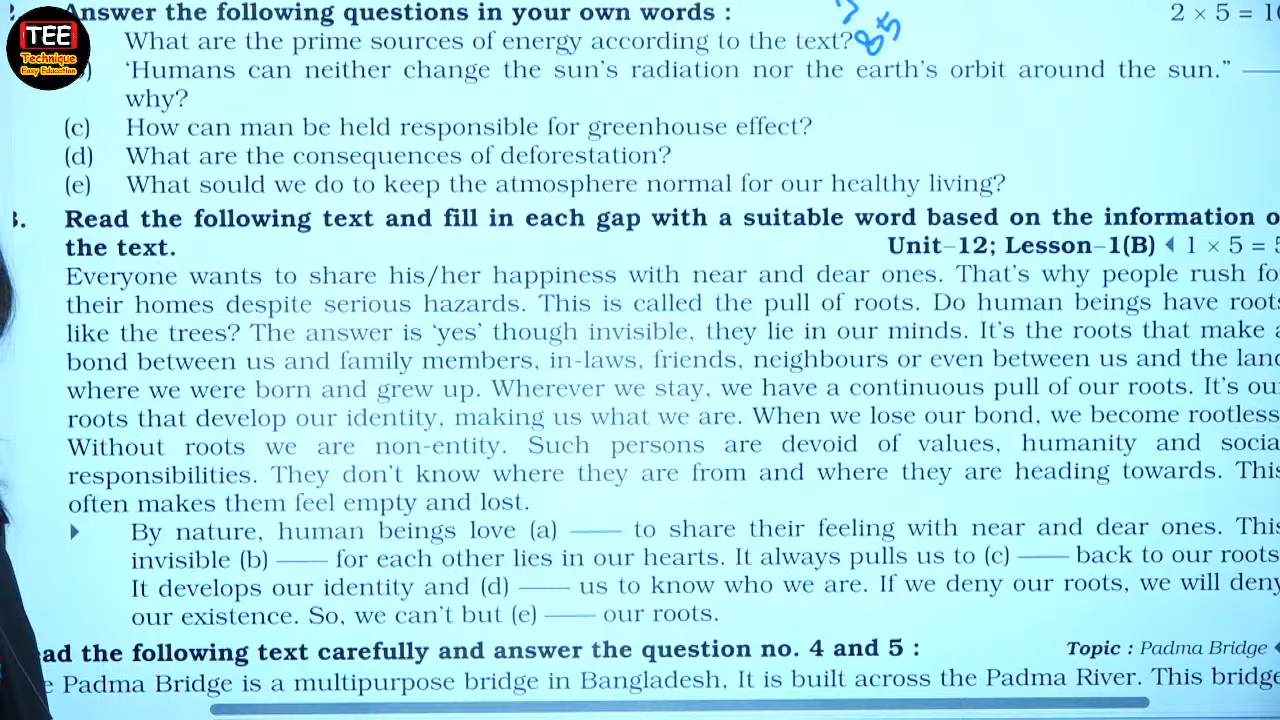 Answer the following questions in your own words : 2 × 5 = 10
TEE
Technique
Easy Education
What are the prime sources of energy according to the text? 85
) 'Humans can neither change the sun's radiation nor the earth's orbit around the sun." —
why?
(c) How can man be held responsible for greenhouse effect?
(d) What are the consequences of deforestation?
(e) What sould we do to keep the atmosphere normal for our healthy living?
3. Read the following text and fill in each gap with a suitable word based on the information o
the text. Unit–12; Lesson–1(B) 1 × 5 = 5
Everyone wants to share his/her happiness with near and dear ones. That's why people rush fo
their homes despite serious hazards. This is called the pull of roots. Do human beings have roots
like the trees? The answer is 'yes' though invisible, they lie in our minds. It's the roots that make a
bond between us and family members, in-laws, friends, neighbours or even between us and the land
where we were born and grew up. Wherever we stay, we have a continuous pull of our roots. It's our
roots that develop our identity, making us what we are. When we lose our bond, we become rootless
Without roots we are non-entity. Such persons are devoid of values, humanity and social
responsibilities. They don't know where they are from and where they are heading towards. This
often makes them feel empty and lost.
By nature, human beings love (a) —— to share their feeling with near and dear ones. This
invisible (b) —— for each other lies in our hearts. It always pulls us to (c) —— back to our roots.
It develops our identity and (d) —— us to know who we are. If we deny our roots, we will deny
our existence. So, we can't but (e) —— our roots.
ad the following text carefully and answer the question no. 4 and 5 : Topic : Padma Bridge
e Padma Bridge is a multipurpose bridge in Bangladesh, It is built across the Padma River. This bridge